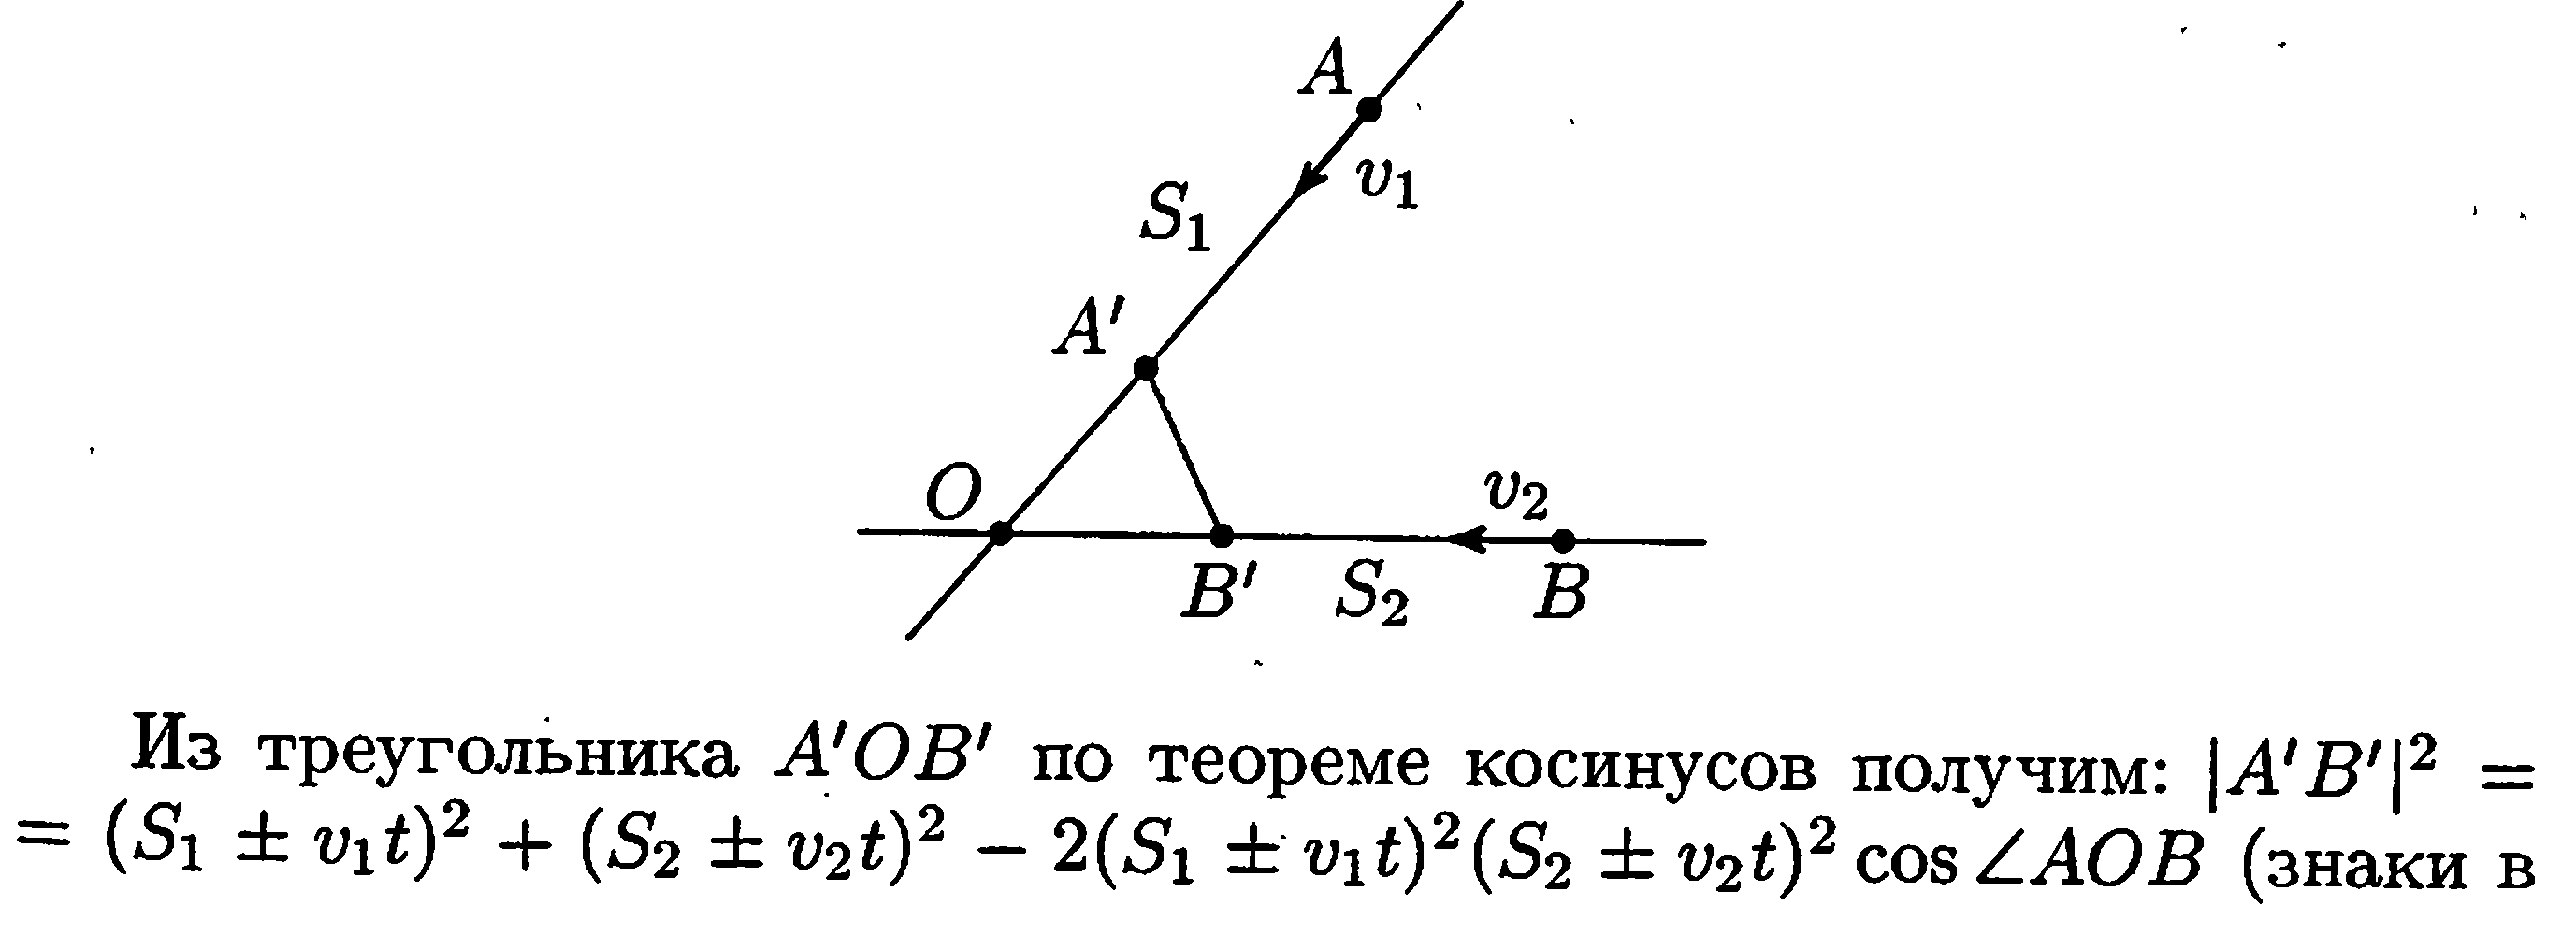 A
v₁
S₁
A′
O
v₂
B′
S₂
B
Из треугольника A′OB′ по теореме косинусов получим: |A′B′|² =
= (S₁ ± v₁t)² + (S₂ ± v₂t)² − 2(S₁ ± v₁t)²(S₂ ± v₂t)² cos ∠AOB (знаки в